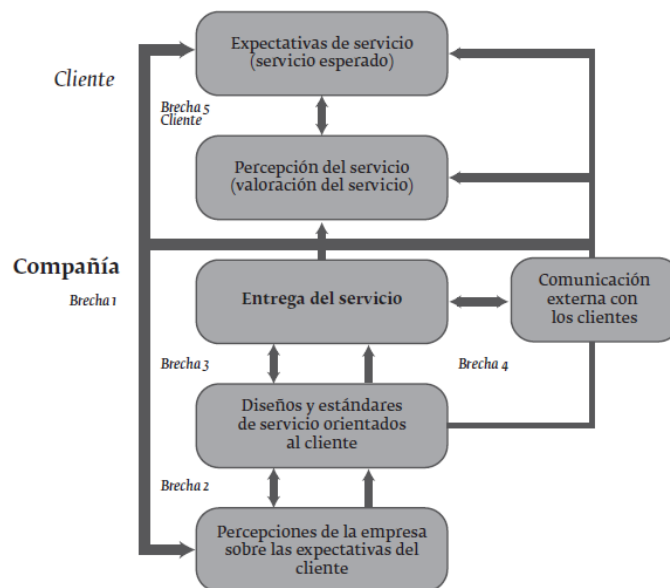 Expectativas de servicio
(servicio esperado)
Cliente
Brecha 5
Cliente
Percepción del servicio
(valoración del servicio)
Compañía
Brecha 1
Entrega del servicio
Comunicación
externa con
los clientes
Brecha 3
Brecha 4
Diseños y estándares
de servicio orientados
al cliente
Brecha 2
Percepciones de la empresa
sobre las expectativas del
cliente